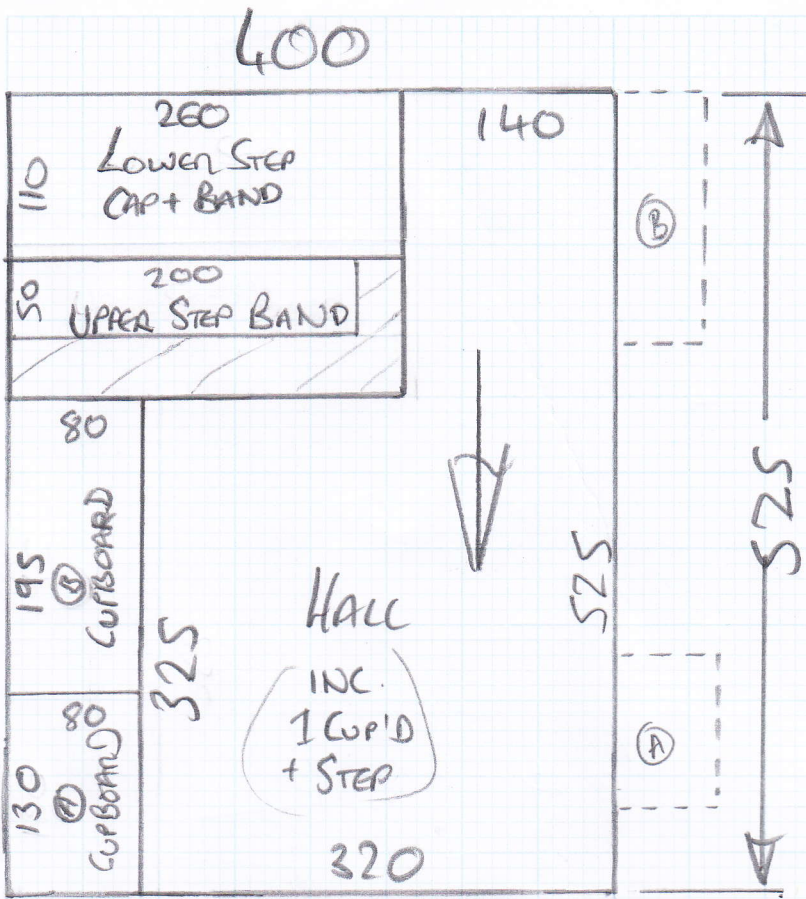 400
260
LOWER STEP
CAP + BAND
110
140
B
200
UPPER STEP BAND
50
80
195
B
CUPBOARD
325
HALL
INC.
1 CUP'D
+ STEP
525
525
80
130
A
CUPBOARD
A
320